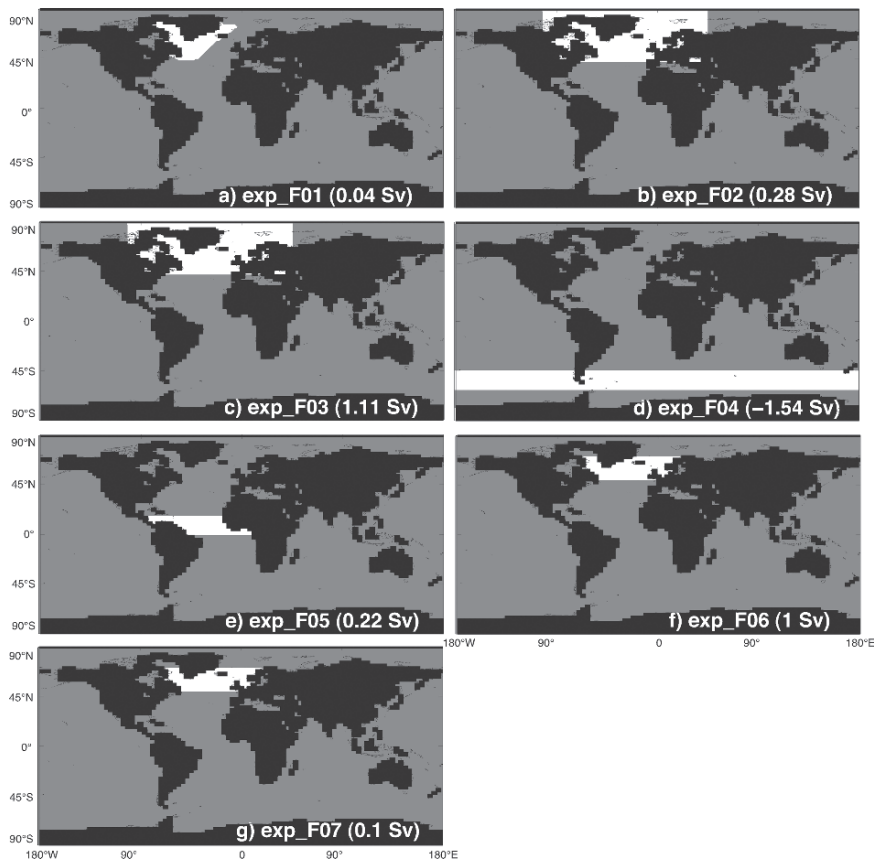 90°N
45°N
0°
45°S
90°S
a) exp_F01 (0.04 Sv)
b) exp_F02 (0.28 Sv)
90°N
45°N
0°
45°S
90°S
c) exp_F03 (1.11 Sv)
d) exp_F04 (−1.54 Sv)
90°N
45°N
0°
45°S
90°S
e) exp_F05 (0.22 Sv)
f) exp_F06 (1 Sv)
180°W 90° 0 90° 180°E
90°N
45°N
0°
45°S
90°S
g) exp_F07 (0.1 Sv)
180°W 90° 0 90° 180°E